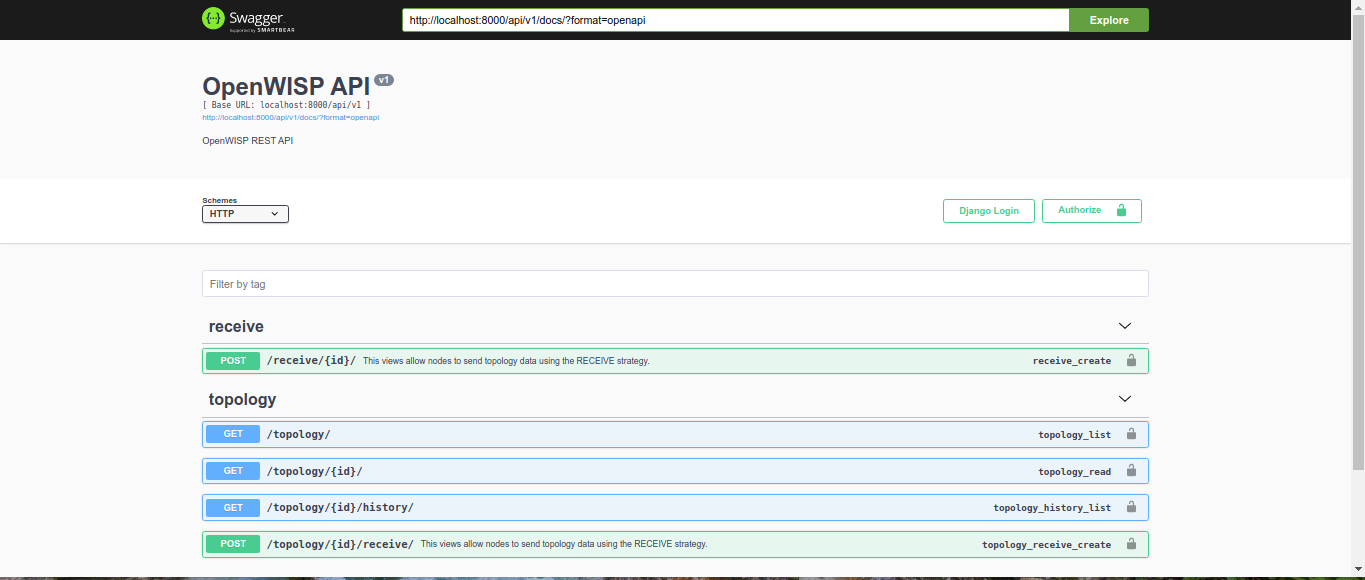 Swagger
Supported by SMARTBEAR
http://localhost:8000/api/v1/docs/?format=openapi
Explore
OpenWISP API v1
[ Base URL: localhost:8000/api/v1 ]
http://localhost:8000/api/v1/docs/?format=openapi
OpenWISP REST API
Schemes
HTTP
Django Login
Authorize
Filter by tag
receive
POST /receive/{id}/ This views allow nodes to send topology data using the RECEIVE strategy. receive_create
topology
GET /topology/ topology_list
GET /topology/{id}/ topology_read
GET /topology/{id}/history/ topology_history_list
POST /topology/{id}/receive/ This views allow nodes to send topology data using the RECEIVE strategy. topology_receive_create